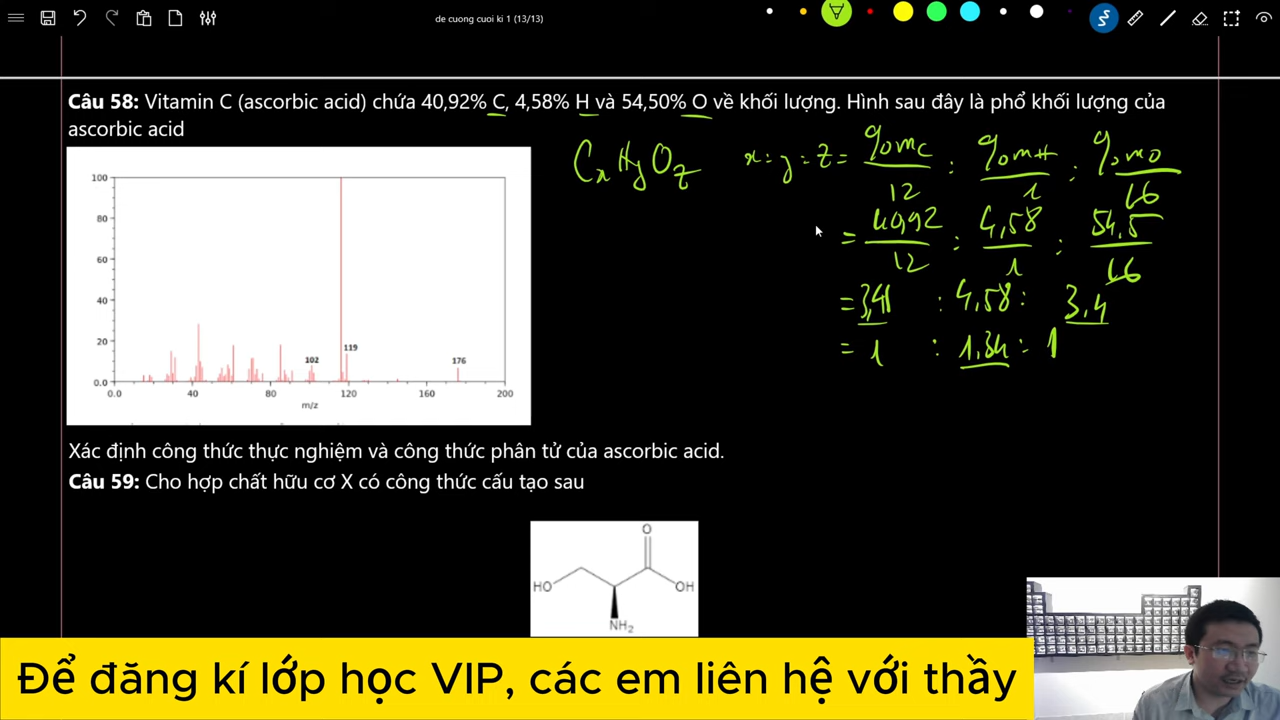 de cuong cuoi ki 1 (13/13)
Câu 58: Vitamin C (ascorbic acid) chứa 40,92% C, 4,58% H và 54,50% O về khối lượng. Hình sau đây là phổ khối lượng của
ascorbic acid
CxHyOz
x:y:z = %mC/12 : %mH/1 : %mO/16
= 40,92/12 : 4,58/1 : 54,5/16
= 3,41 : 4,58 : 3,4
= 1 : 1,34 : 1
100
80
60
40
20
0.0
102
119
176
0.0 40 80 120 160 200
m/z
Xác định công thức thực nghiệm và công thức phân tử của ascorbic acid.
Câu 59: Cho hợp chất hữu cơ X có công thức cấu tạo sau
O
HO
OH
NH2
Để đăng kí lớp học VIP, các em liên hệ với thầy